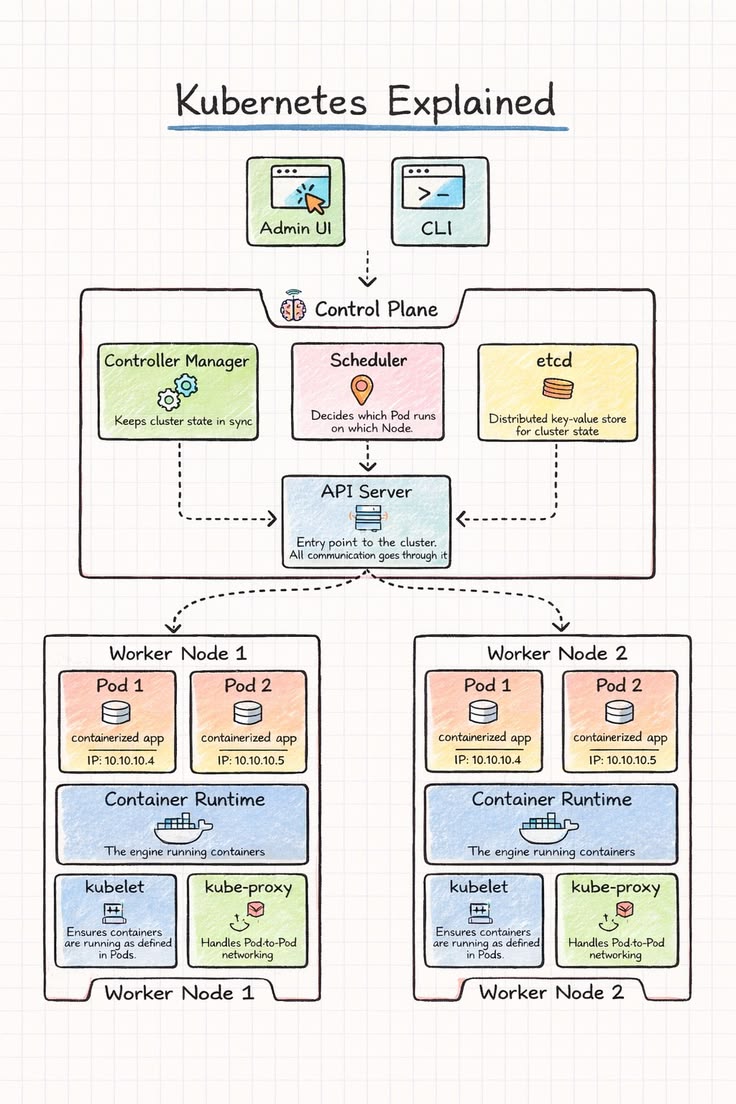 Kubernetes Explained
Admin UI
CLI
>_
Control Plane
Controller Manager
Keeps cluster state in sync
Scheduler
Decides which Pod runs
on which Node.
etcd
Distributed key-value store
for cluster state
API Server
Entry point to the cluster.
All communication goes through it
Worker Node 1
Pod 1
containerized app
IP: 10.10.10.4
Pod 2
containerized app
IP: 10.10.10.5
Container Runtime
The engine running containers
kubelet
Ensures containers
are running as defined
in Pods.
kube-proxy
Handles Pod-to-Pod
networking
Worker Node 1
Worker Node 2
Pod 1
containerized app
IP: 10.10.10.4
Pod 2
containerized app
IP: 10.10.10.5
Container Runtime
The engine running containers
kubelet
Ensures containers
are running as defined
in Pods.
kube-proxy
Handles Pod-to-Pod
networking
Worker Node 2